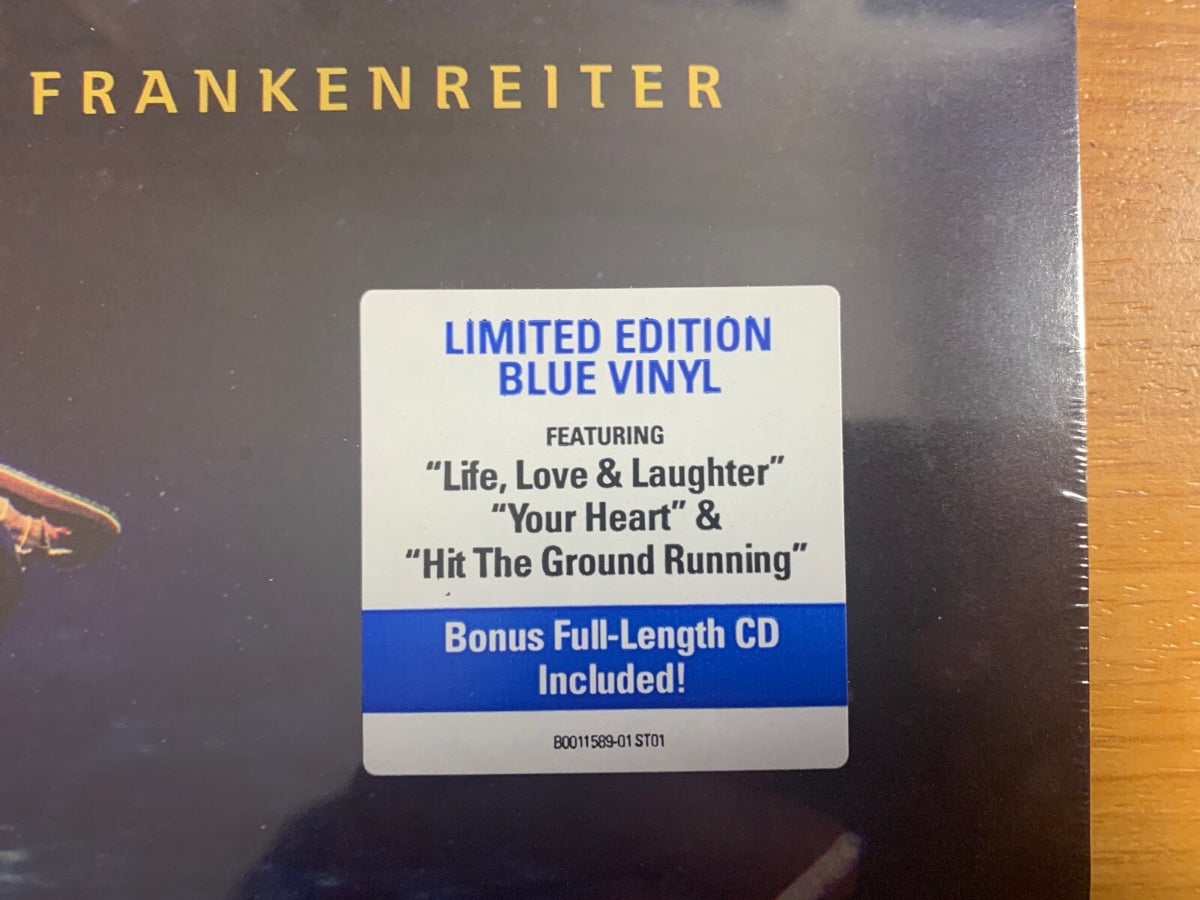 FRANKENREITER
LIMITED EDITION
BLUE VINYL
FEATURING
“Life, Love & Laughter”
“Your Heart” &
“Hit The Ground Running”
Bonus Full-Length CD
Included!
B0011589-01 ST01